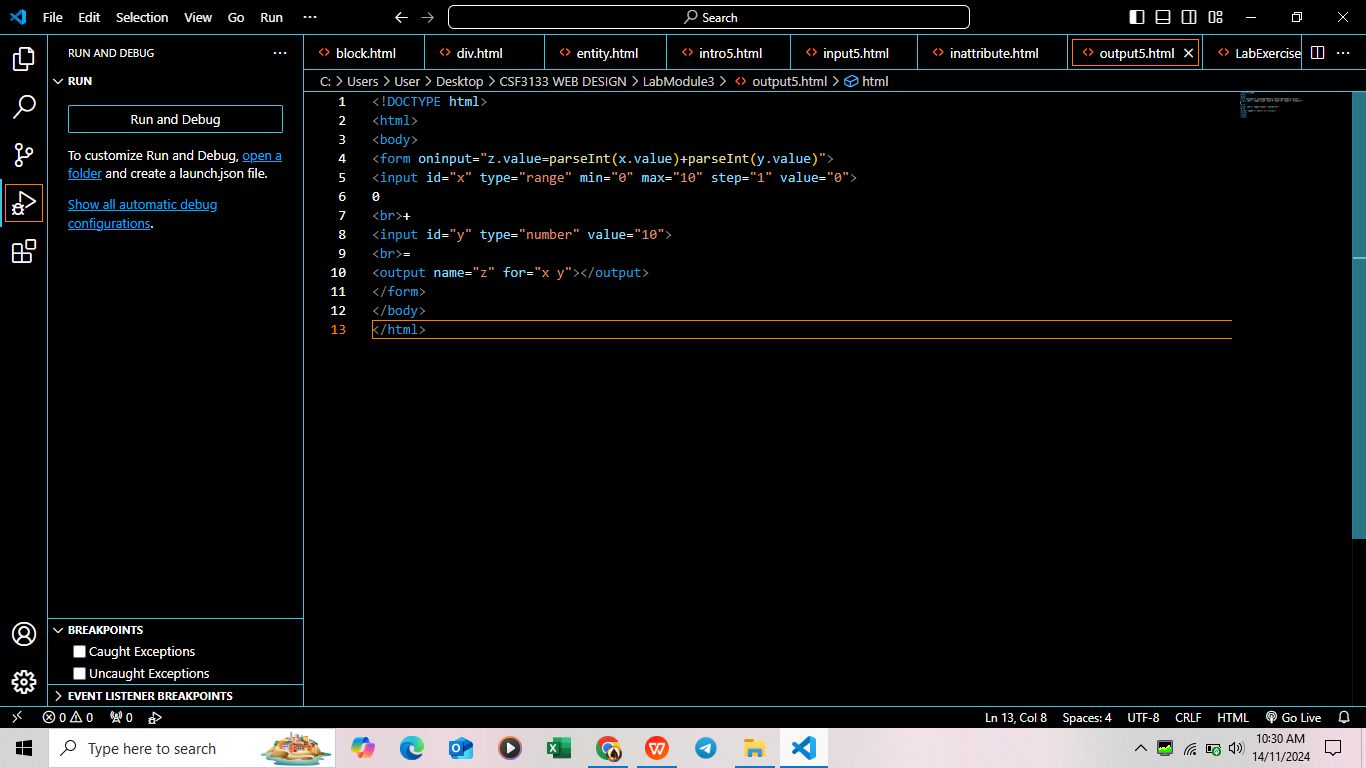 File Edit Selection View Go Run ··· Search
RUN AND DEBUG ···
block.html div.html entity.html intro5.html input5.html inattribute.html output5.html LabExercise ···
RUN
C: > Users > User > Desktop > CSF3133 WEB DESIGN > LabModule3 > output5.html > html
Run and Debug
To customize Run and Debug, open a
folder and create a launch.json file.
Show all automatic debug
configurations.
1 <!DOCTYPE html>
2 <html>
3 <body>
4 <form oninput="z.value=parseInt(x.value)+parseInt(y.value)">
5 <input id="x" type="range" min="0" max="10" step="1" value="0">
6 0
7 <br>+
8 <input id="y" type="number" value="10">
9 <br>=
10 <output name="z" for="x y"></output>
11 </form>
12 </body>
13 </html>
BREAKPOINTS
Caught Exceptions
Uncaught Exceptions
EVENT LISTENER BREAKPOINTS
0 0 0 Ln 13, Col 8 Spaces: 4 UTF-8 CRLF HTML Go Live
Type here to search
10:30 AM
14/11/2024